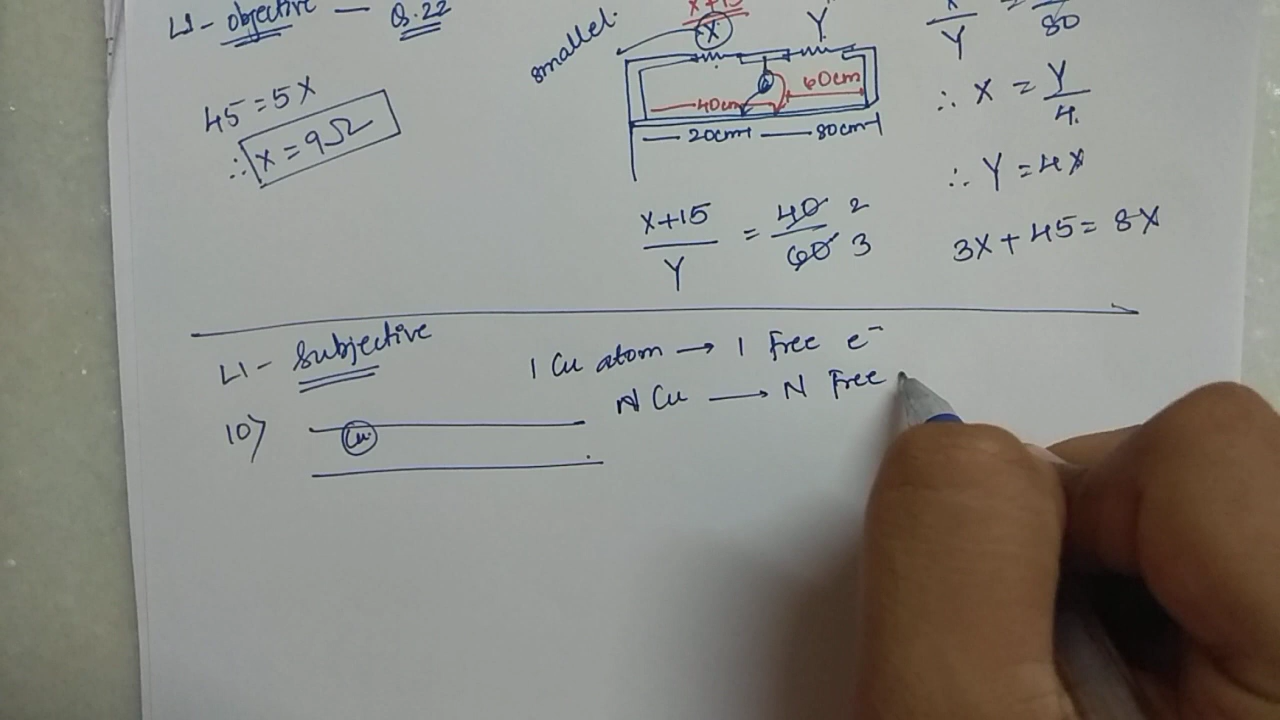 L1- objective — Q.22
X+15
X
Y
smaller
40cm
60cm
20cm
80cm
45 = 5X
∴ X = 9Ω
X+15 / Y = 40 / 60 2 / 3
X / Y = / 80
∴ X = Y / 4.
∴ Y = 4X
3X + 45 = 8X
L1- Subjective
10) Cu
1 Cu atom → 1 Free e⁻
N Cu → N Free